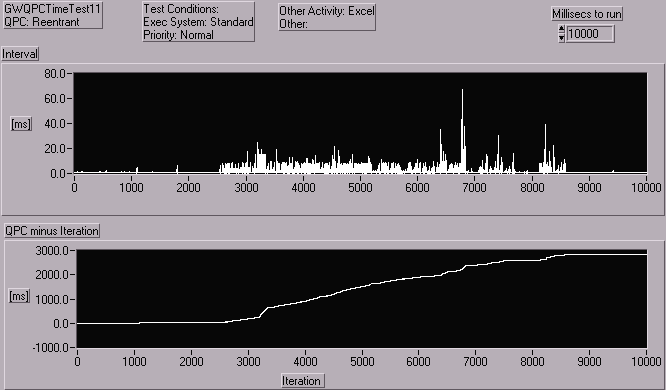 GWQPCTimeTest11
QPC: Reentrant
Test Conditions:
Exec System: Standard
Priority: Normal
Other Activity: Excel
Other:
Millisecs to run
10000
Interval
80.0
60.0
[ms]
40.0
20.0
0.0
0 1000 2000 3000 4000 5000 6000 7000 8000 9000 10000
QPC minus Iteration
3000.0
2000.0
[ms]
1000.0
0.0
-1000.0
0 1000 2000 3000 4000 5000 6000 7000 8000 9000 10000
Iteration